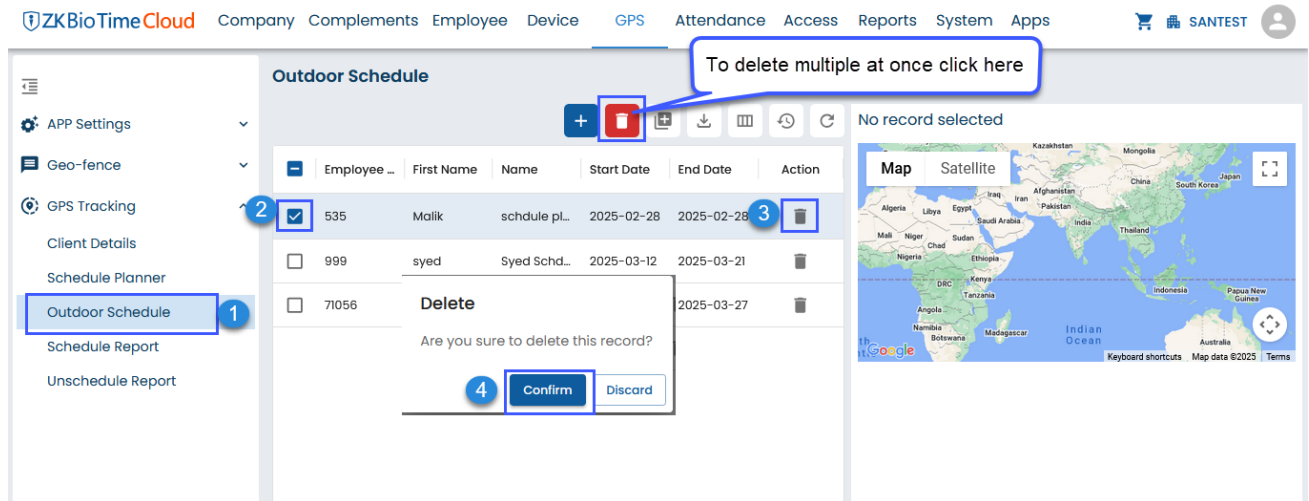 ZKBioTime Cloud Company Complements Employee Device GPS Attendance Access Reports System Apps SANTEST
To delete multiple at once click here
Outdoor Schedule
APP Settings
Geo-fence
GPS Tracking
Client Details
Schedule Planner
Outdoor Schedule 1
Schedule Report
Unschedule Report
Employee ... First Name Name Start Date End Date Action
2 535 Malik schdule pl... 2025-02-28 2025-02-28 3
999 syed Syed Schd... 2025-03-12 2025-03-21
71056 2025-03-27
Delete
Are you sure to delete this record?
4 Confirm Discard
No record selected
Map Satellite
Kazakhstan
Mongolia
Japan
China
South Korea
Afghanistan
Iraq
Iran
Pakistan
Algeria
Libya
Egypt
Saudi Arabia
India
Thailand
Mali
Niger
Chad
Sudan
Nigeria
Ethiopia
Kenya
DRC
Tanzania
Indonesia
Papua New
Guinea
Angola
Namibia
Botswana
Madagascar
Indian
Ocean
Australia
Google
Keyboard shortcuts Map data ©2025 Terms